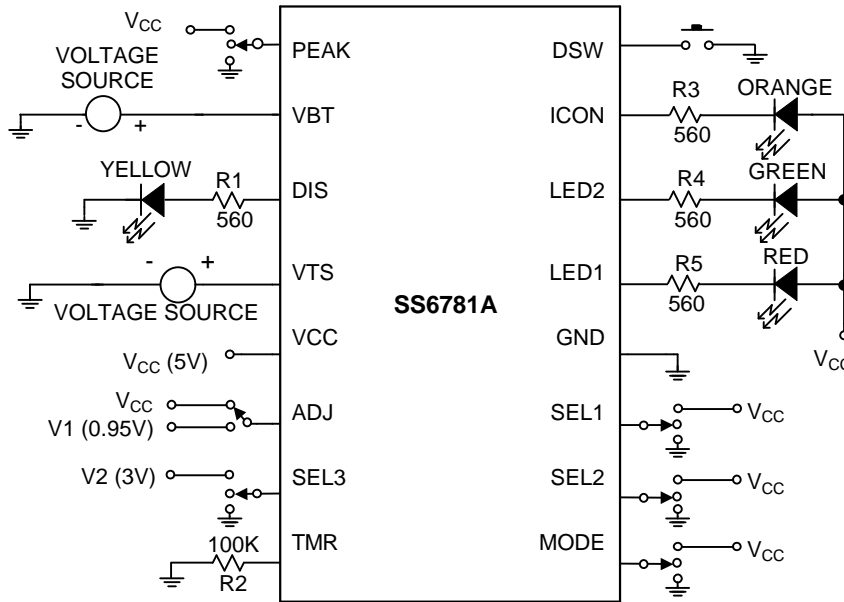 VCC
VOLTAGE
SOURCE
- +
PEAK
VBT
YELLOW
R1
560
DIS
- +
VOLTAGE SOURCE
VTS
VCC (5V)
VCC
VCC
V1 (0.95V)
ADJ
V2 (3V)
SEL3
100K
R2
TMR
SS6781A
DSW
ICON
R3
560
ORANGE
LED2
R4
560
GREEN
LED1
R5
560
RED
VCC
GND
SEL1
VCC
SEL2
VCC
MODE
VCC